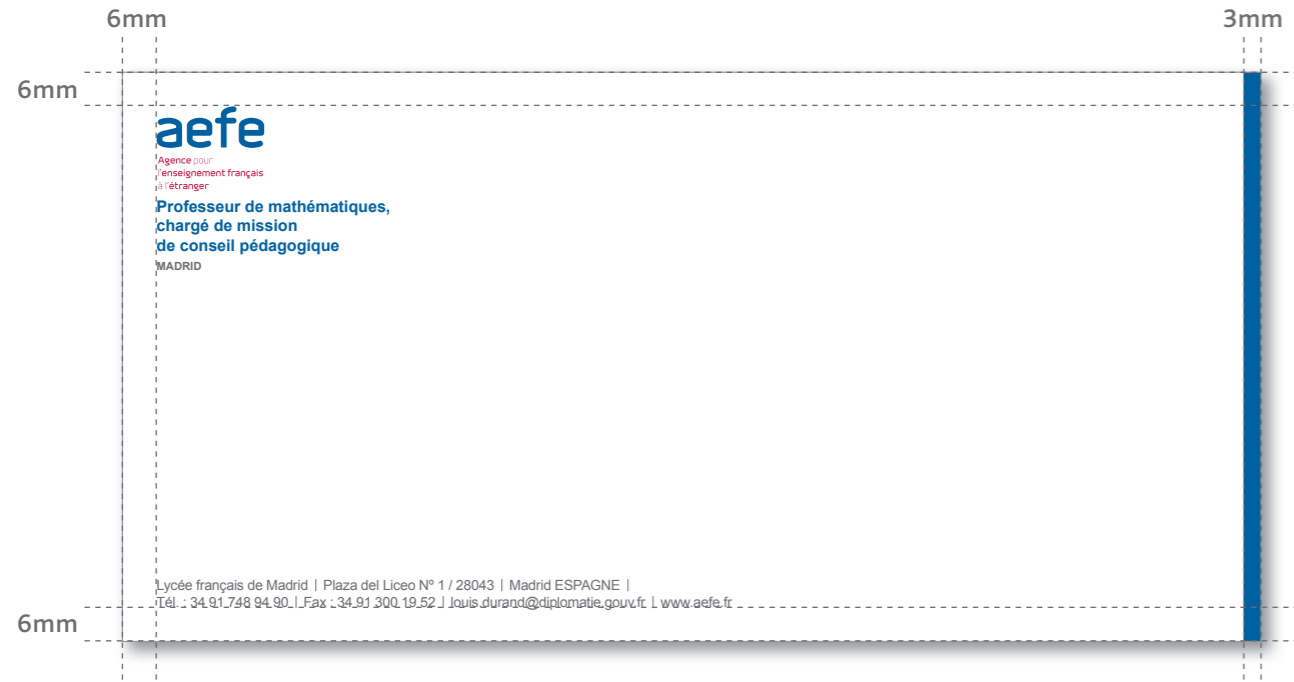 6mm
3mm
6mm
aefe
Agence pour
l'enseignement français
à l'étranger
Professeur de mathématiques,
chargé de mission
de conseil pédagogique
MADRID
Lycée français de Madrid | Plaza del Liceo Nº 1 / 28043 | Madrid ESPAGNE |
Tél. : 34 91 748 94 90 | Fax : 34 91 300 19 52 | louis.durand@diplomatie.gouv.fr | www.aefe.fr
6mm